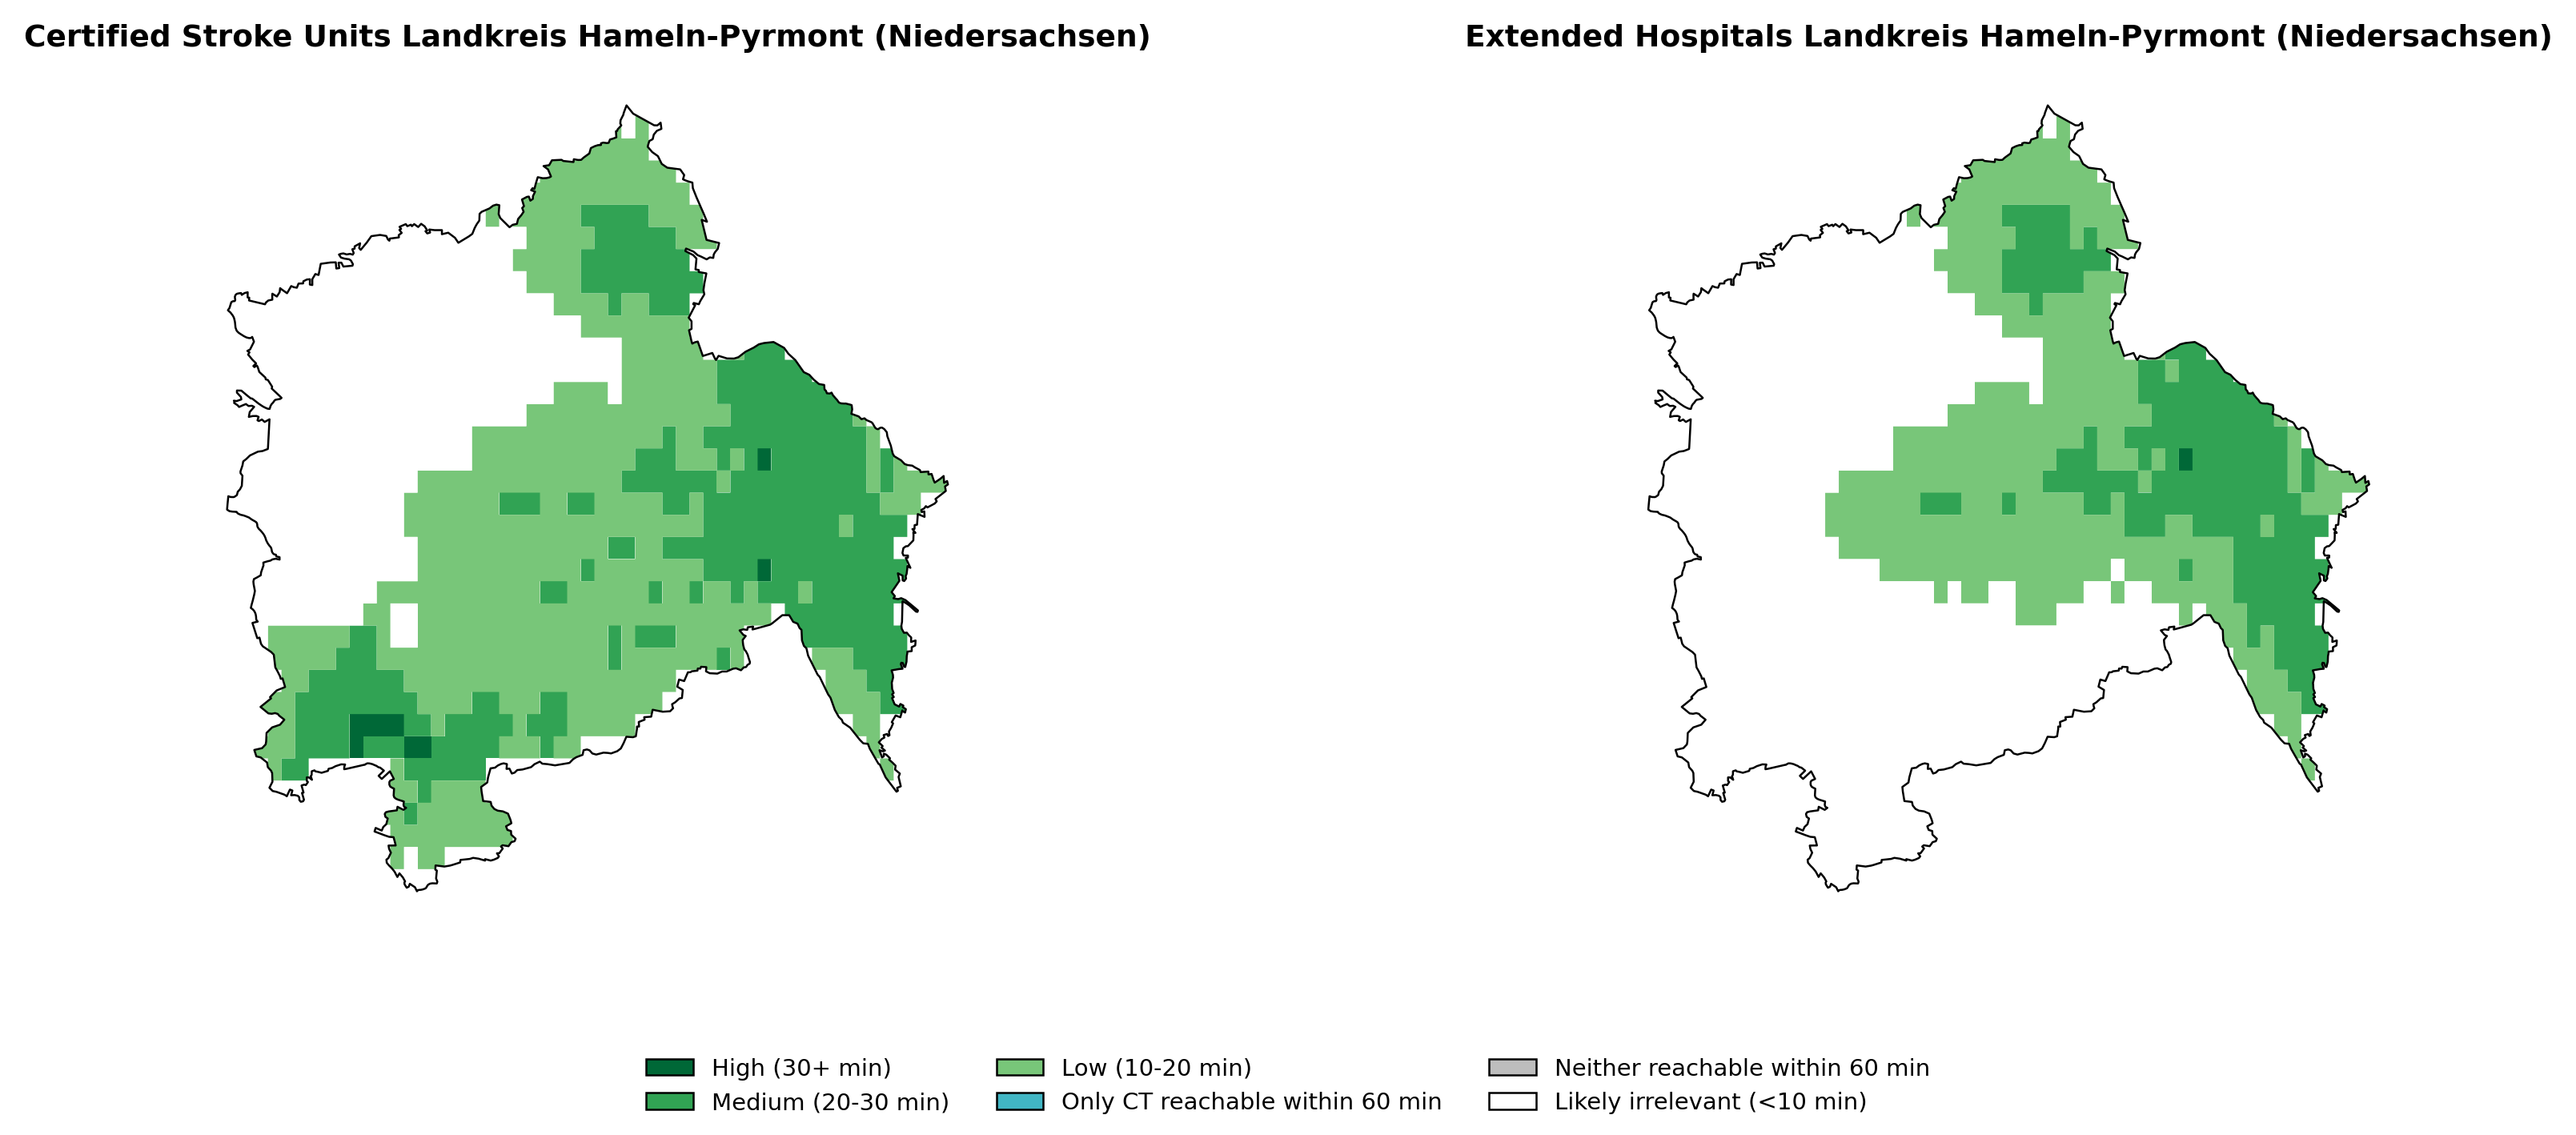 Certified Stroke Units Landkreis Hameln-Pyrmont (Niedersachsen)
Extended Hospitals Landkreis Hameln-Pyrmont (Niedersachsen)
High (30+ min)
Medium (20-30 min)
Low (10-20 min)
Only CT reachable within 60 min
Neither reachable within 60 min
Likely irrelevant (<10 min)